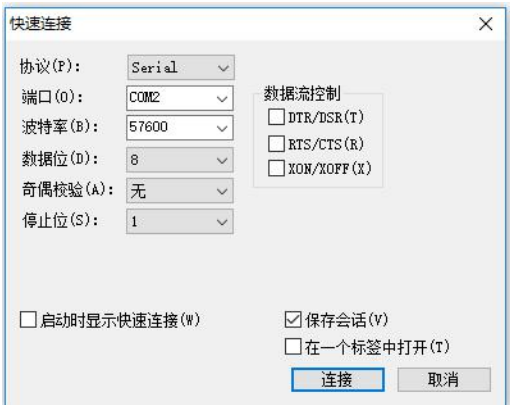 快速连接
协议(P): Serial
端口(O): COM2
波特率(B): 57600
数据位(D): 8
奇偶校验(A): 无
停止位(S): 1
数据流控制
DTR/DSR(T)
RTS/CTS(R)
XON/XOFF(X)
启动时显示快速连接(W)
保存会话(V)
在一个标签中打开(T)
连接 取消